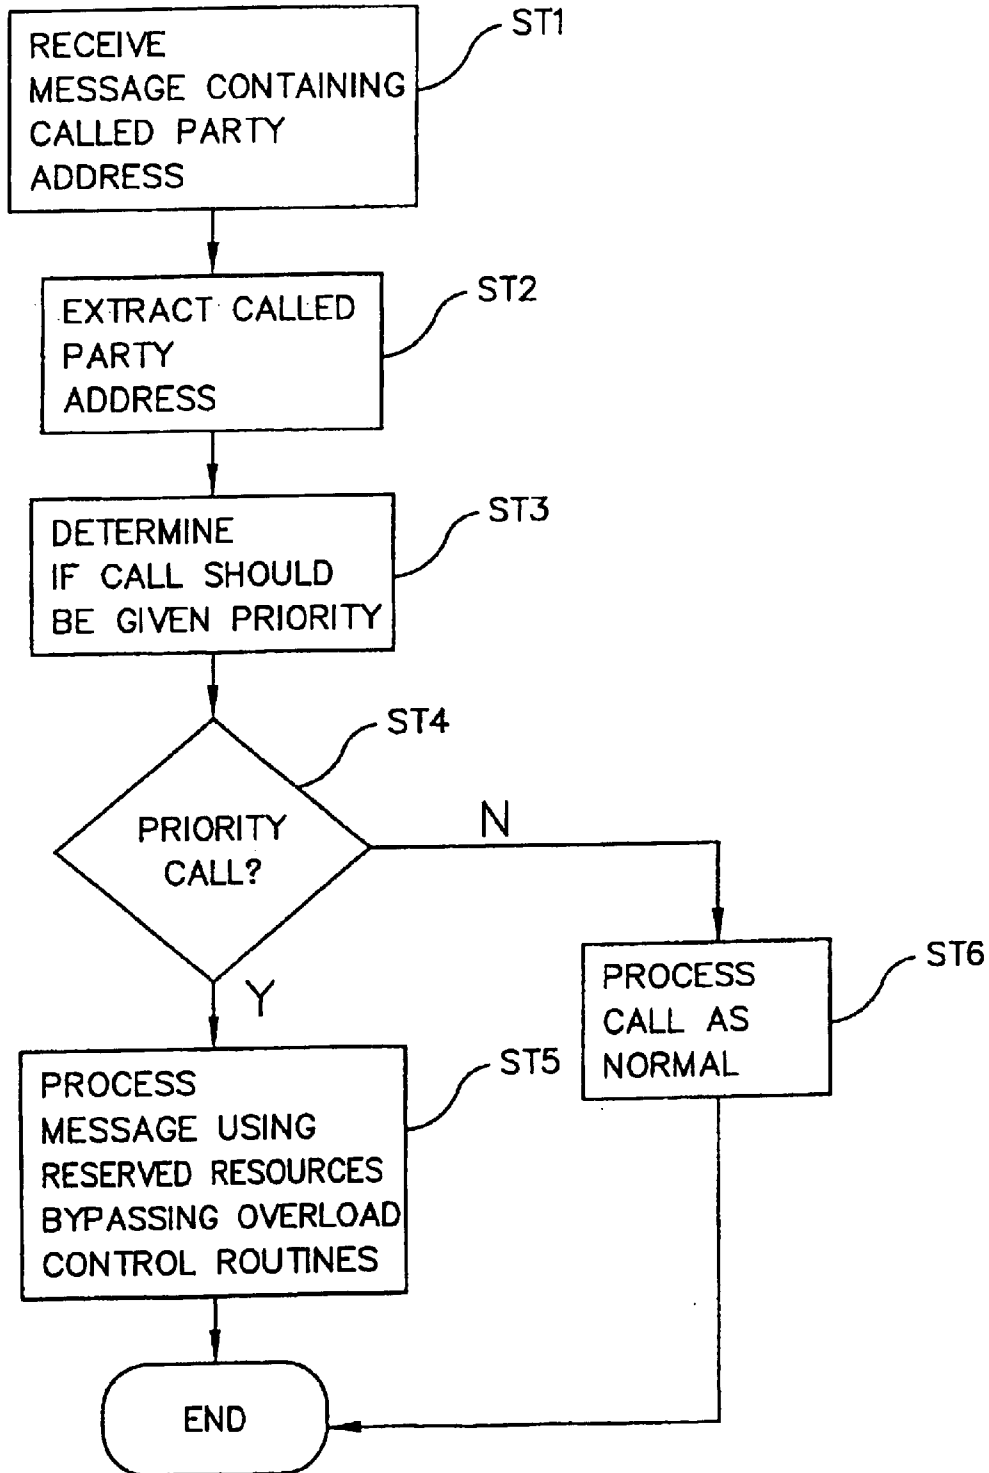 RECEIVE
MESSAGE CONTAINING
CALLED PARTY
ADDRESS
ST1
EXTRACT CALLED
PARTY
ADDRESS
ST2
DETERMINE
IF CALL SHOULD
BE GIVEN PRIORITY
ST3
PRIORITY
CALL?
ST4
N
Y
PROCESS
CALL AS
NORMAL
ST6
PROCESS
MESSAGE USING
RESERVED RESOURCES
BYPASSING OVERLOAD
CONTROL ROUTINES
ST5
END